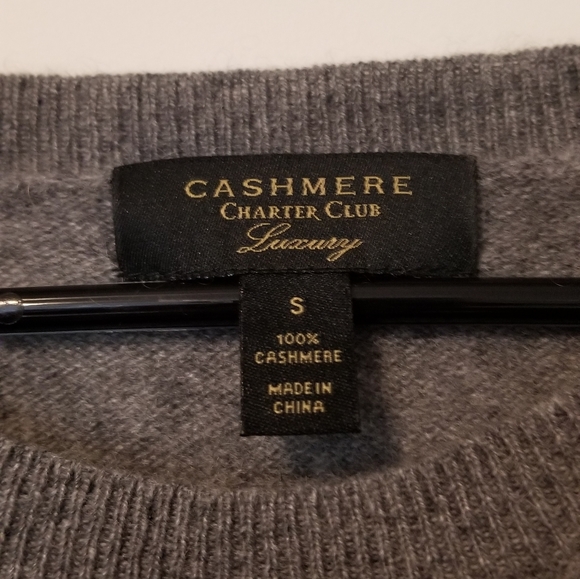 CASHMERE
CHARTER CLUB
Luxury
S
100%
CASHMERE
MADE IN
CHINA